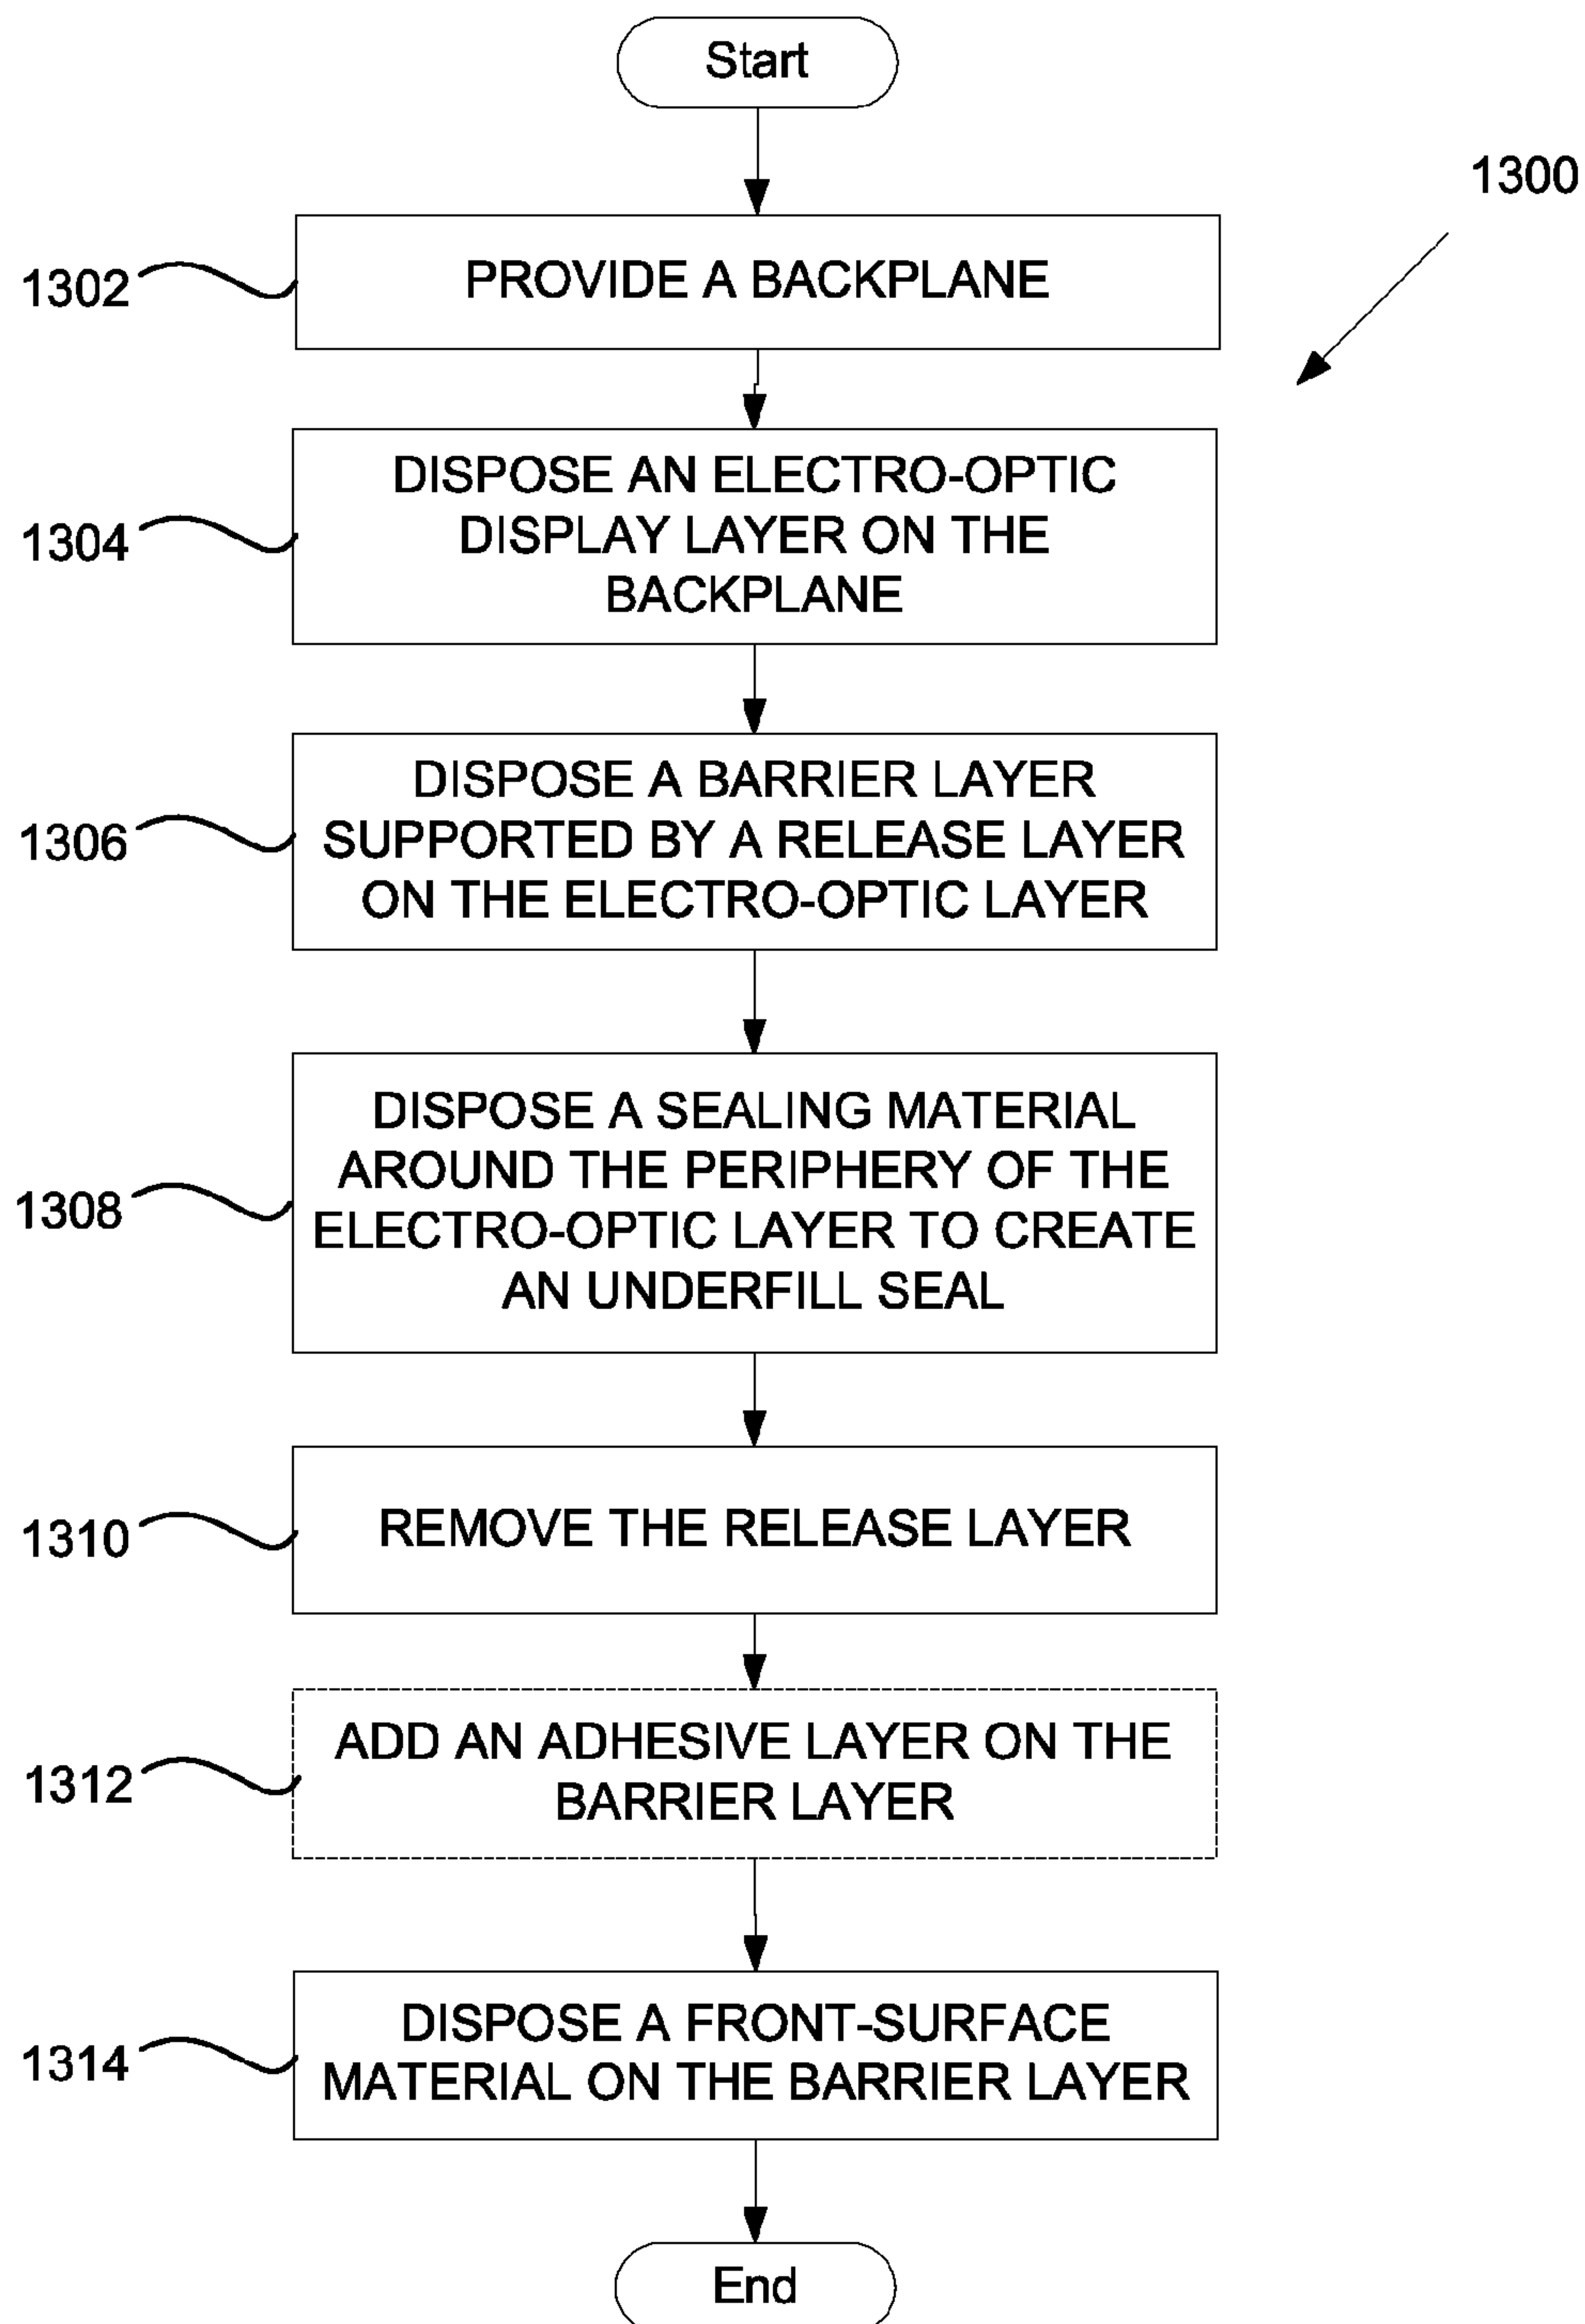 Start
1300
1302
PROVIDE A BACKPLANE
1304
DISPOSE AN ELECTRO-OPTIC
DISPLAY LAYER ON THE
BACKPLANE
1306
DISPOSE A BARRIER LAYER
SUPPORTED BY A RELEASE LAYER
ON THE ELECTRO-OPTIC LAYER
1308
DISPOSE A SEALING MATERIAL
AROUND THE PERIPHERY OF THE
ELECTRO-OPTIC LAYER TO CREATE
AN UNDERFILL SEAL
1310
REMOVE THE RELEASE LAYER
1312
ADD AN ADHESIVE LAYER ON THE
BARRIER LAYER
1314
DISPOSE A FRONT-SURFACE
MATERIAL ON THE BARRIER LAYER
End